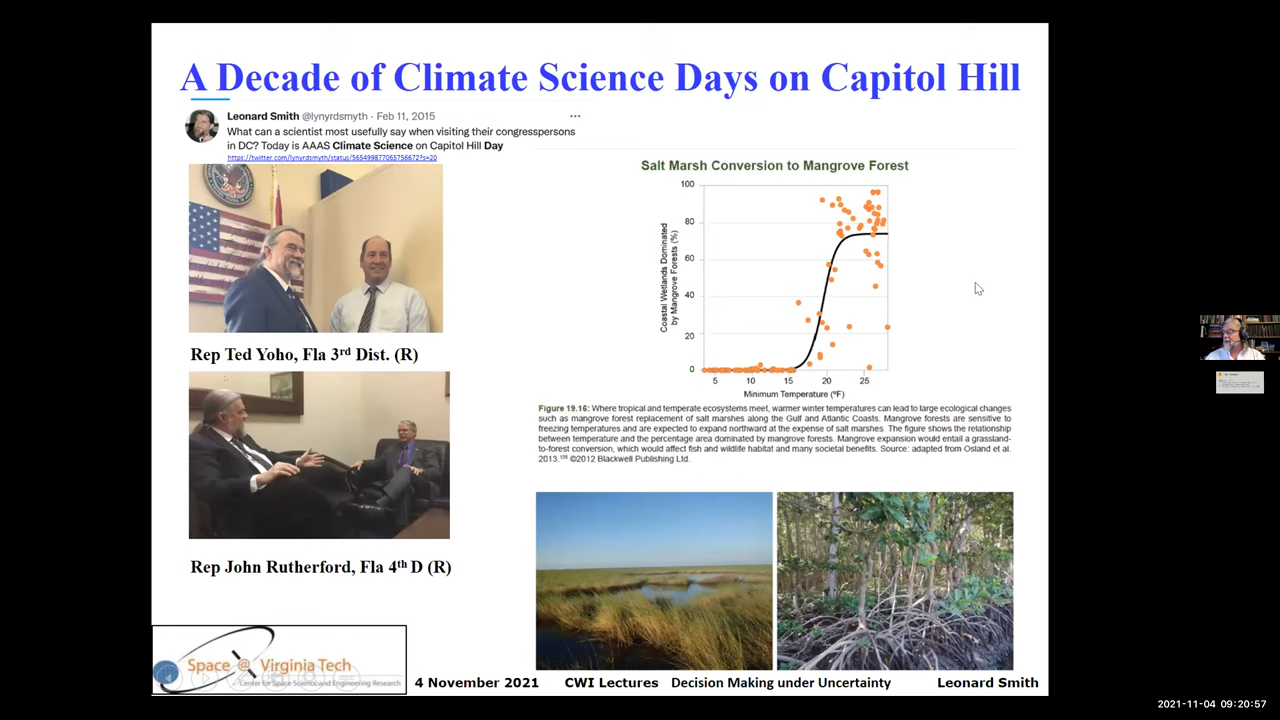 A Decade of Climate Science Days on Capitol Hill
Leonard Smith @lynyrdsmyth · Feb 11, 2015 ···
What can a scientist most usefully say when visiting their congresspersons
in DC? Today is AAAS Climate Science on Capitol Hill Day
https://twitter.com/lynyrdsmyth/status/565499877065756672?s=20
Rep Ted Yoho, Fla 3rd Dist. (R)
Rep John Rutherford, Fla 4th D (R)
Salt Marsh Conversion to Mangrove Forest
Coastal Wetlands Dominated
by Mangrove Forests (%)
100
80
60
40
20
0
5 10 15 20 25
Minimum Temperature (ºF)
Figure 19.16: Where tropical and temperate ecosystems meet, warmer winter temperatures can lead to large ecological changes
such as mangrove forest replacement of salt marshes along the Gulf and Atlantic Coasts. Mangrove forests are sensitive to
freezing temperatures and are expected to expand northward at the expense of salt marshes. The figure shows the relationship
between temperature and the percentage area dominated by mangrove forests. Mangrove expansion would entail a grassland-
to-forest conversion, which would affect fish and wildlife habitat and many societal benefits. Source: adapted from Osland et al.
2013.¹²⁶ ©2012 Blackwell Publishing Ltd.
Space @ Virginia Tech
Center for Space Science and Engineering Research
4 November 2021 CWI Lectures Decision Making under Uncertainty Leonard Smith
2021-11-04 09:20:57